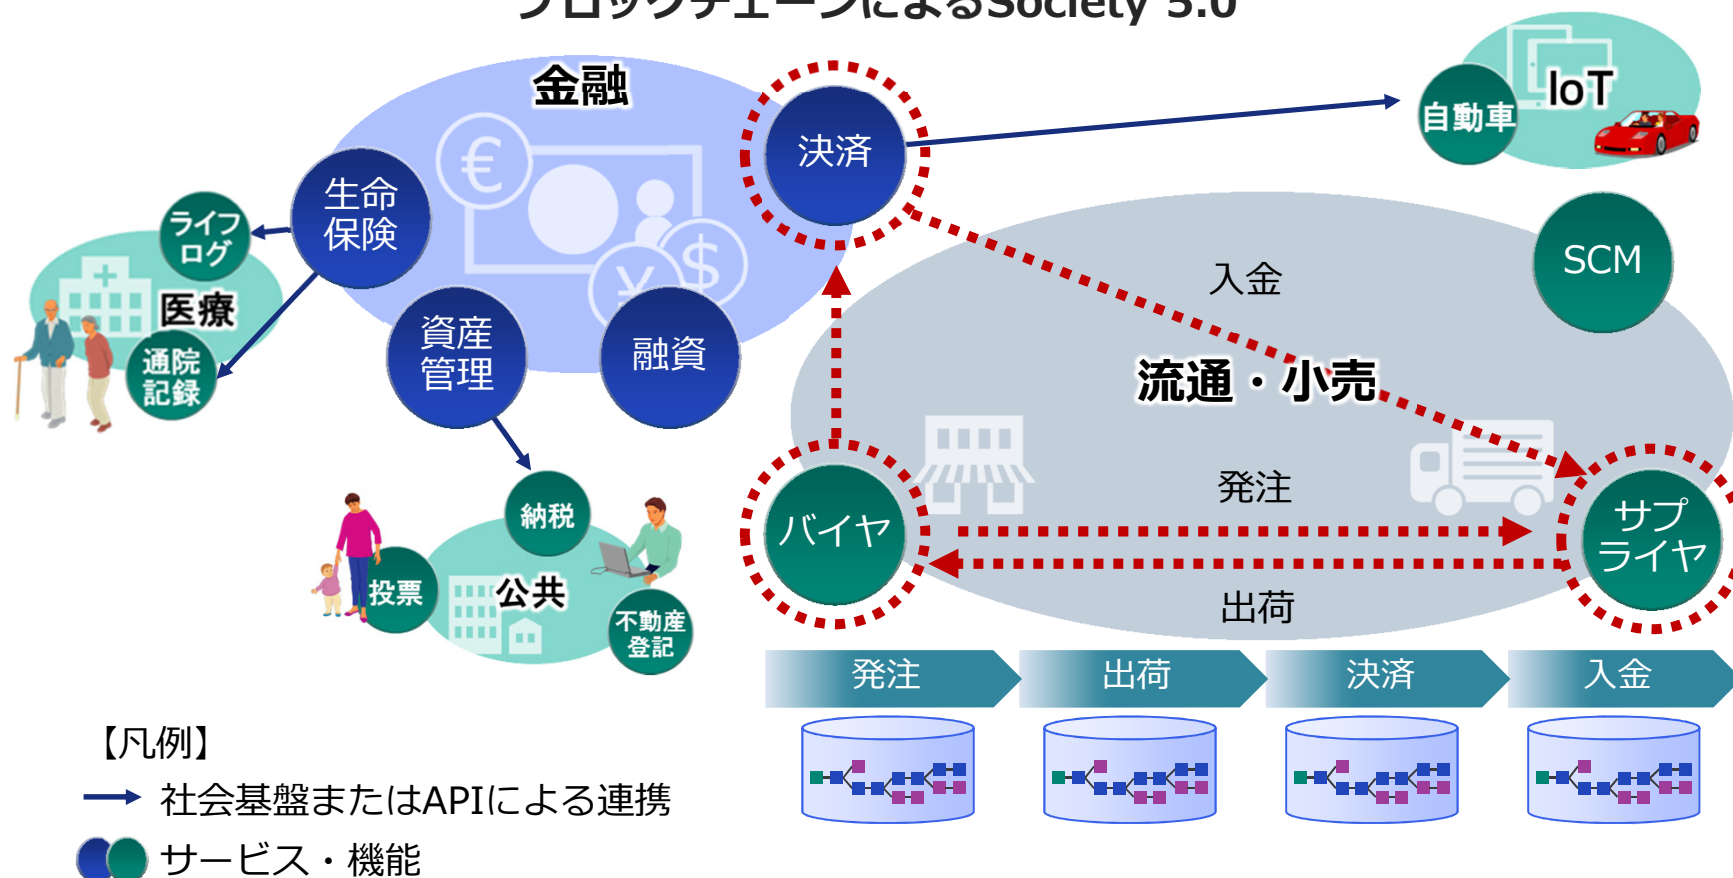 ブロックチェーンによるSociety 5.0
金融
決済
IoT
自動車
生命
保険
ライフ
ログ
医療
通院
記録
資産
管理
融資
SCM
入金
流通・小売
納税
投票
公共
不動産
登記
バイヤ
発注
サプ
ライヤ
出荷
発注
出荷
決済
入金
【凡例】
社会基盤またはAPIによる連携
サービス・機能
€
¥
$